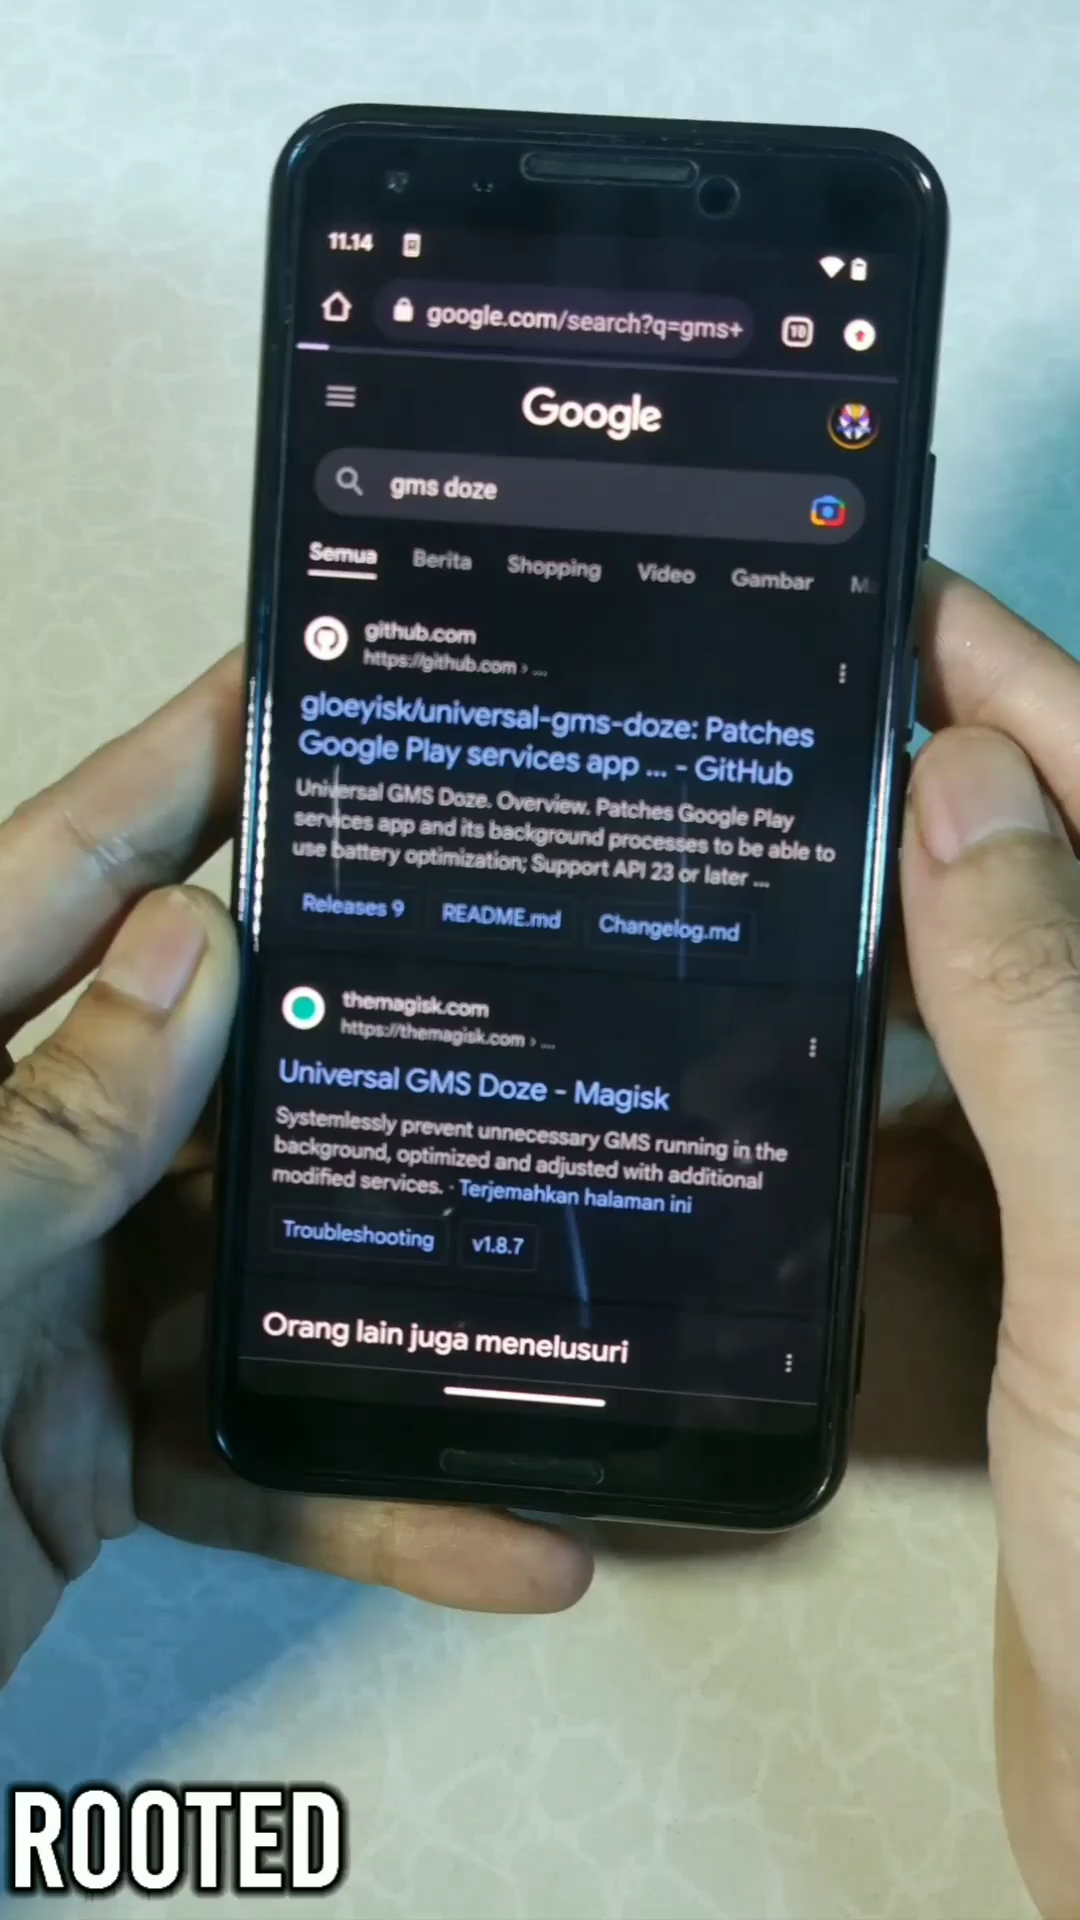 11.14
google.com/search?q=gms+
10
Google
gms doze
Semua Berita Shopping Video Gambar
github.com
https://github.com › ...
gloeyisk/universal-gms-doze: Patches
Google Play services app ... - GitHub
Universal GMS Doze. Overview. Patches Google Play
services app and its background processes to be able to
use battery optimization; Support API 23 or later ...
Releases 9 README.md Changelog.md
themagisk.com
https://themagisk.com › ...
Universal GMS Doze - Magisk
Systemlessly prevent unnecessary GMS running in the
background, optimized and adjusted with additional
modified services. · Terjemahkan halaman ini
Troubleshooting v1.8.7
Orang lain juga menelusuri
ROOTED